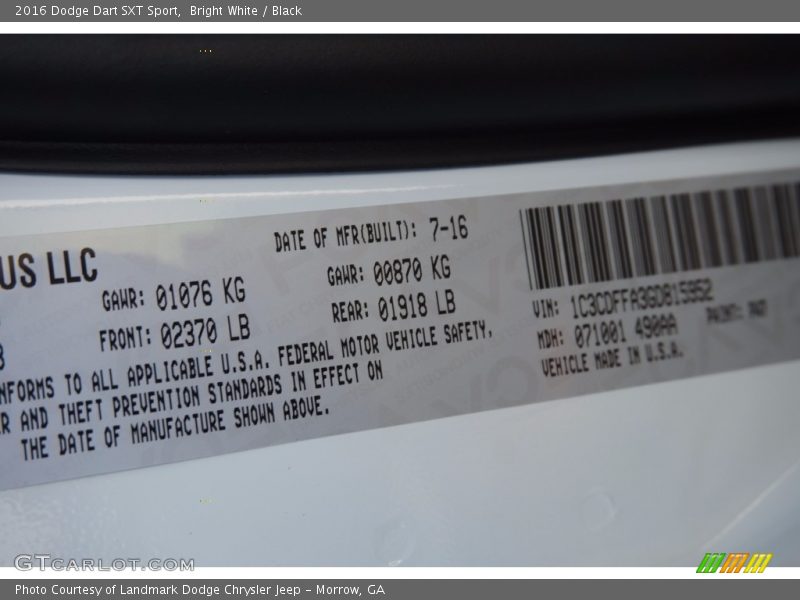 2016 Dodge Dart SXT Sport, Bright White / Black
US LLC
DATE OF MFR(BUILT): 7-16
GAWR: 01076 KG GAWR: 00870 KG
FRONT: 02370 LB REAR: 01918 LB
NFORMS TO ALL APPLICABLE U.S.A. FEDERAL MOTOR VEHICLE SAFETY,
R AND THEFT PREVENTION STANDARDS IN EFFECT ON
THE DATE OF MANUFACTURE SHOWN ABOVE.
VIN: 1C3CDFFA3GD815952
MDH: 071001 490AA PAINT: PW7
VEHICLE MADE IN U.S.A.
GTCARLOT.COM
Photo Courtesy of Landmark Dodge Chrysler Jeep – Morrow, GA